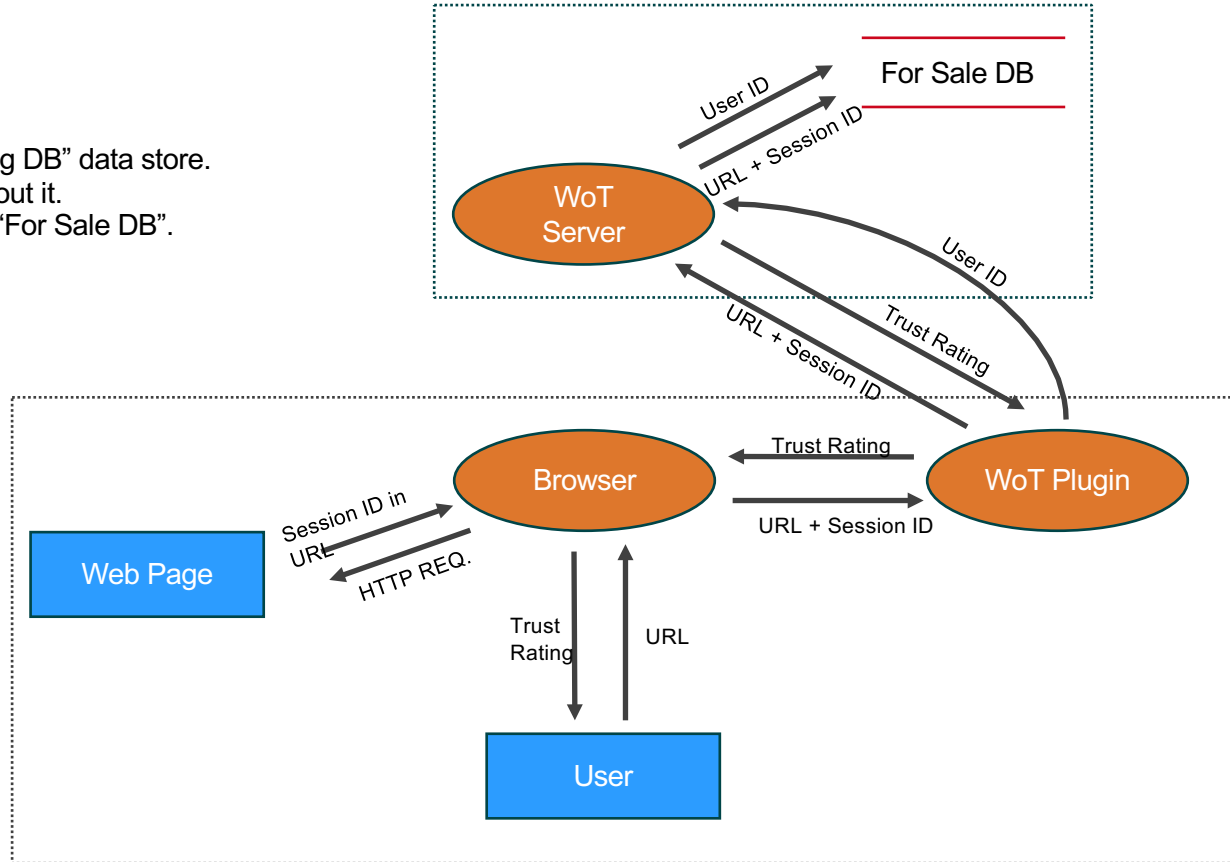 For Sale DB
User ID
URL + Session ID
g DB” data store.
out it.
“For Sale DB”.
WoT
Server
User ID
Trust Rating
URL + Session ID
Trust Rating
Browser
WoT Plugin
Session ID in
URL
URL + Session ID
HTTP REQ.
Web Page
Trust
Rating
URL
User